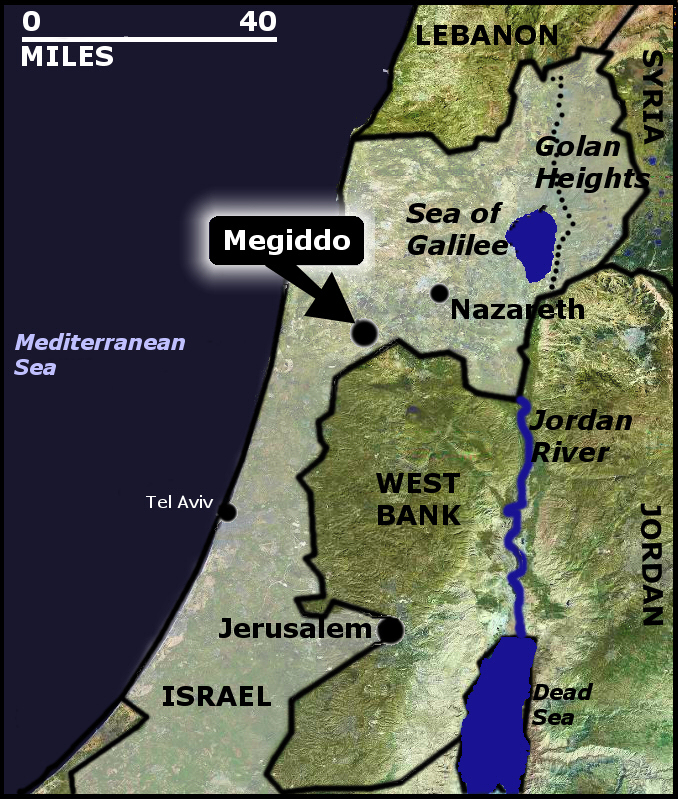 0 40
MILES
LEBANON
SYRIA
Golan
Heights
Sea of
Galilee
Megiddo
Nazareth
Mediterranean
Sea
Jordan
River
WEST
BANK
Tel Aviv
JORDAN
Jerusalem
ISRAEL
Dead
Sea